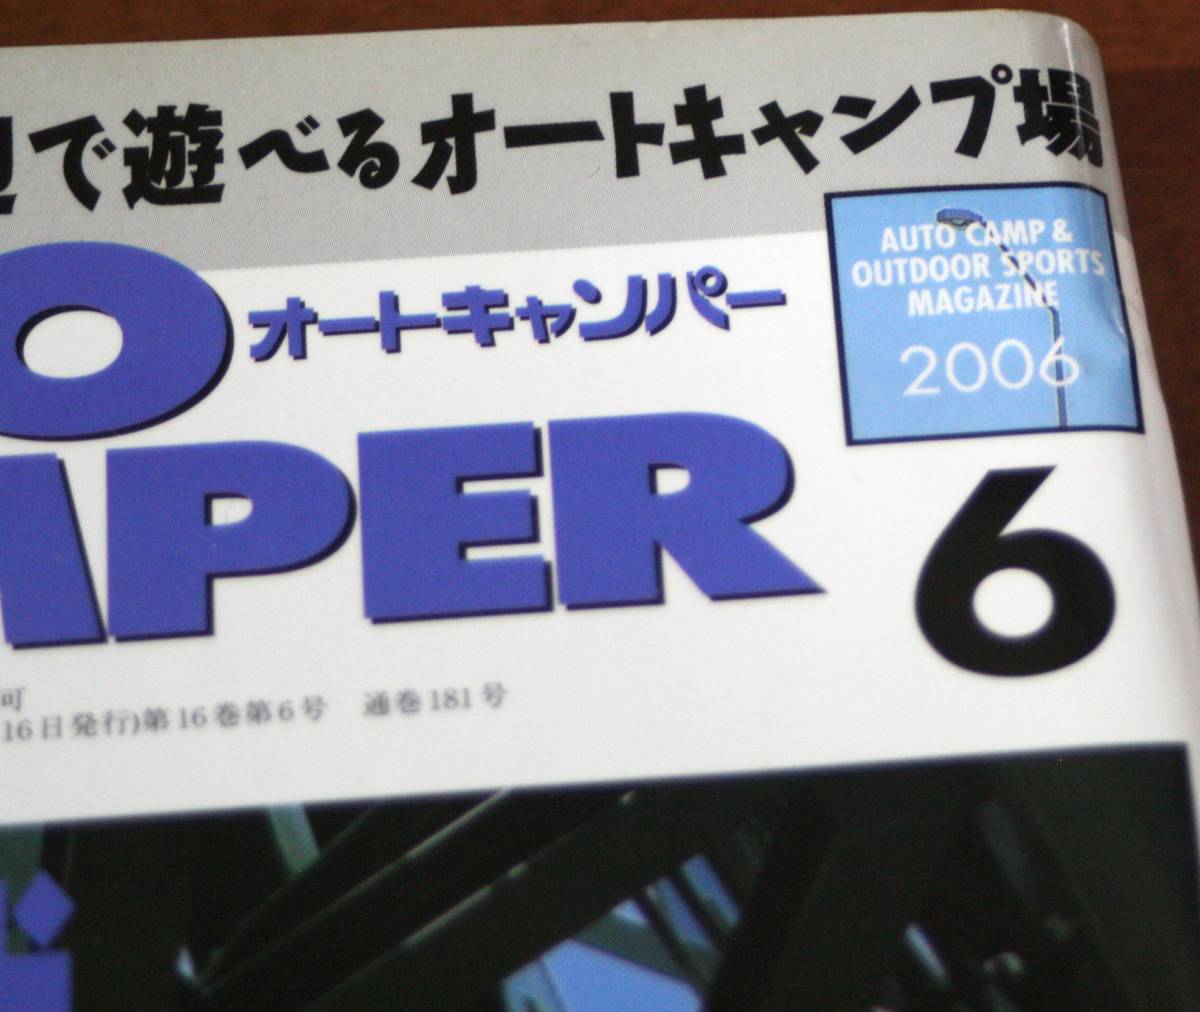 で遊べるオートキャンプ場
AUTO CAMP &
OUTDOOR SPORTS
MAGAZINE
2006
O
オートキャンパー
MPER
6
可
16日発行)第16巻第6号 通巻181号